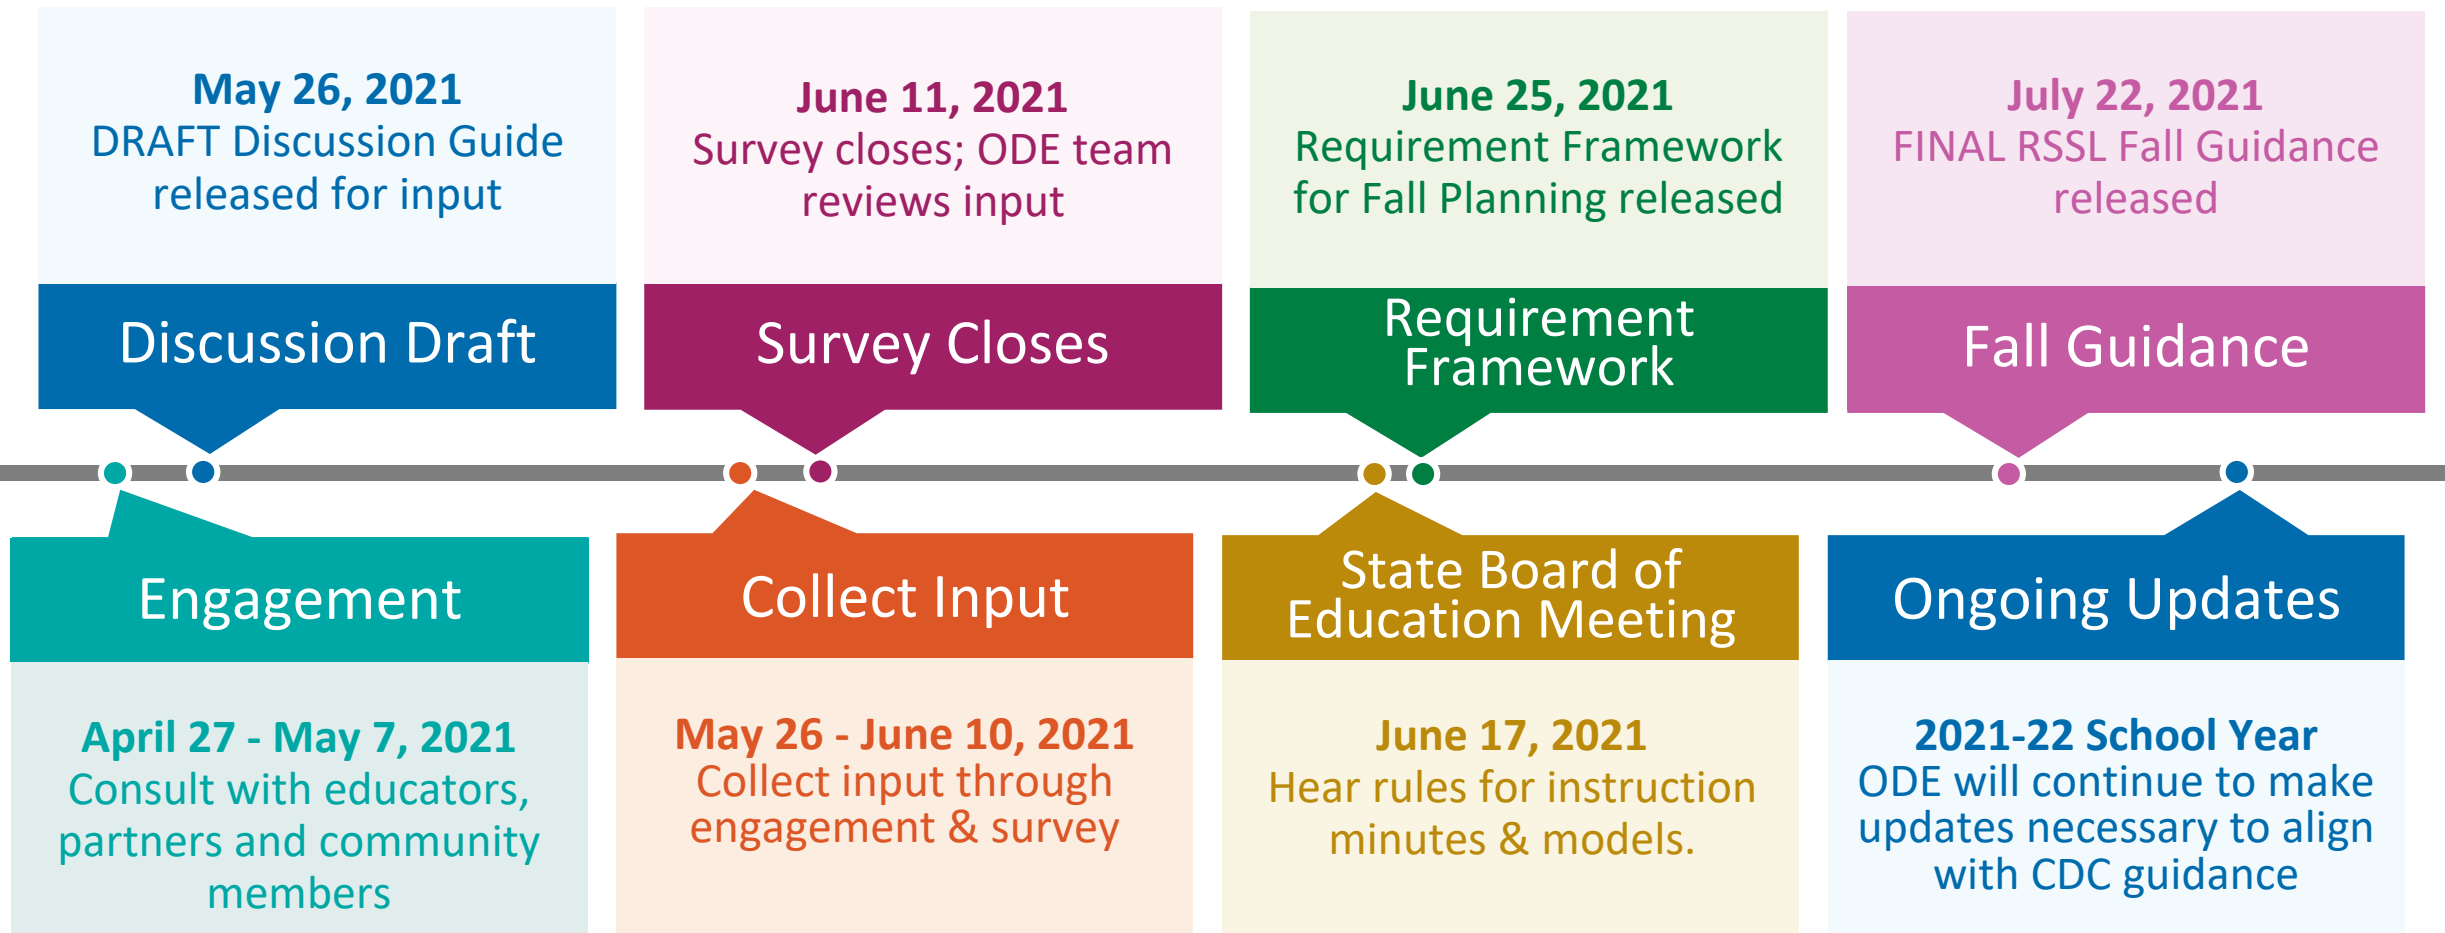 May 26, 2021
DRAFT Discussion Guide
released for input
Discussion Draft
June 11, 2021
Survey closes; ODE team
reviews input
Survey Closes
June 25, 2021
Requirement Framework
for Fall Planning released
Requirement
Framework
July 22, 2021
FINAL RSSL Fall Guidance
released
Fall Guidance
Engagement
April 27 - May 7, 2021
Consult with educators,
partners and community
members
Collect Input
May 26 - June 10, 2021
Collect input through
engagement & survey
State Board of
Education Meeting
June 17, 2021
Hear rules for instruction
minutes & models.
Ongoing Updates
2021-22 School Year
ODE will continue to make
updates necessary to align
with CDC guidance